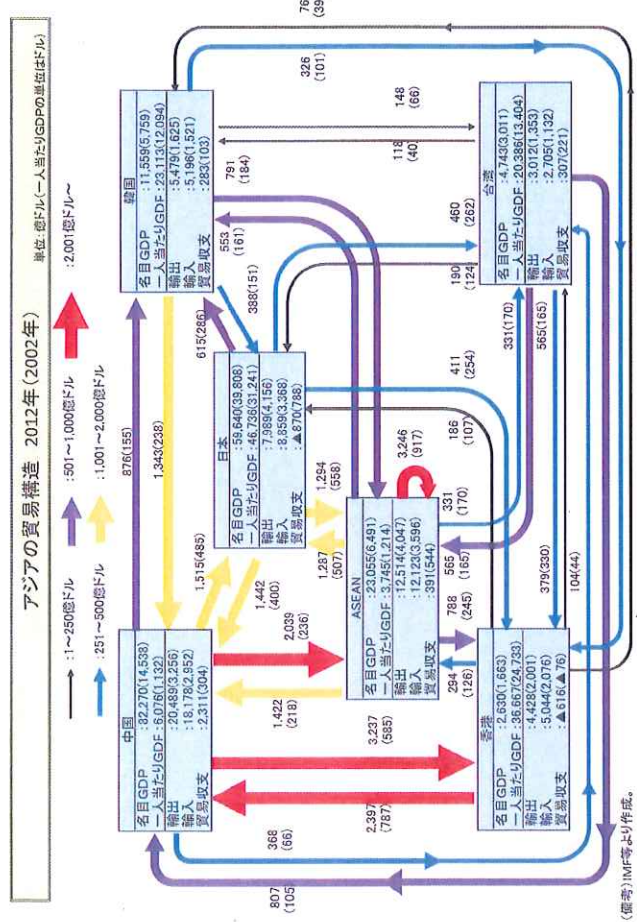 アジアの貿易構造 2012年(2002年)
単位:億ドル(一人当たりGDPの単位はドル)
:1~250億ドル
:501~1,000億ドル
:2,001億ドル~
:251~500億ドル
:1,001~2,000億ドル
中国
名目GDP :82,270(14,538)
一人当たりGDP:6,076(1,132)
輸出 :20,489(3,256)
輸入 :18,178(2,952)
貿易収支 :2,311(304)
876(155)
1,343(238)
韓国
名目GDP :11,559(5,759)
一人当たりGDP:23,113(12,094)
輸出 :5,479(1,625)
輸入 :5,196(1,521)
貿易収支 :283(103)
1,515(485)
1,442
(400)
615(286)
388(151)
日本
名目GDP :59,640(39,808)
一人当たりGDP:46,736(31,241)
輸出 :7,989(4,156)
輸入 :8,859(3,368)
貿易収支 :▲870(788)
553
(161)
791
(184)
326
(101)
2,039
(236)
1,422
(218)
1,287
(507)
1,294
(558)
ASEAN
名目GDP :23,055(6,491)
一人当たりGDP:3,745(1,214)
輸出 :12,514(4,047)
輸入 :12,123(3,596)
貿易収支 :391(544)
3,246
(917)
186
(107)
411
(254)
190
(124)
460
(262)
118
(40)
148
(66)
3,237
(585)
2,397
(787)
368
(66)
807
(105)
294
(126)
788
(245)
565
(165)
331
(170)
331(170)
565(165)
香港
名目GDP :2,630(1,663)
一人当たりGDP:36,667(24,733)
輸出 :4,428(2,001)
輸入 :5,044(2,076)
貿易収支 :▲616(▲76)
379(330)
104(44)
台湾
名目GDP :4,743(3,011)
一人当たりGDP:20,386(13,404)
輸出 :3,012(1,353)
輸入 :2,705(1,132)
貿易収支 :307(221)
(備考)IMF等より作成。